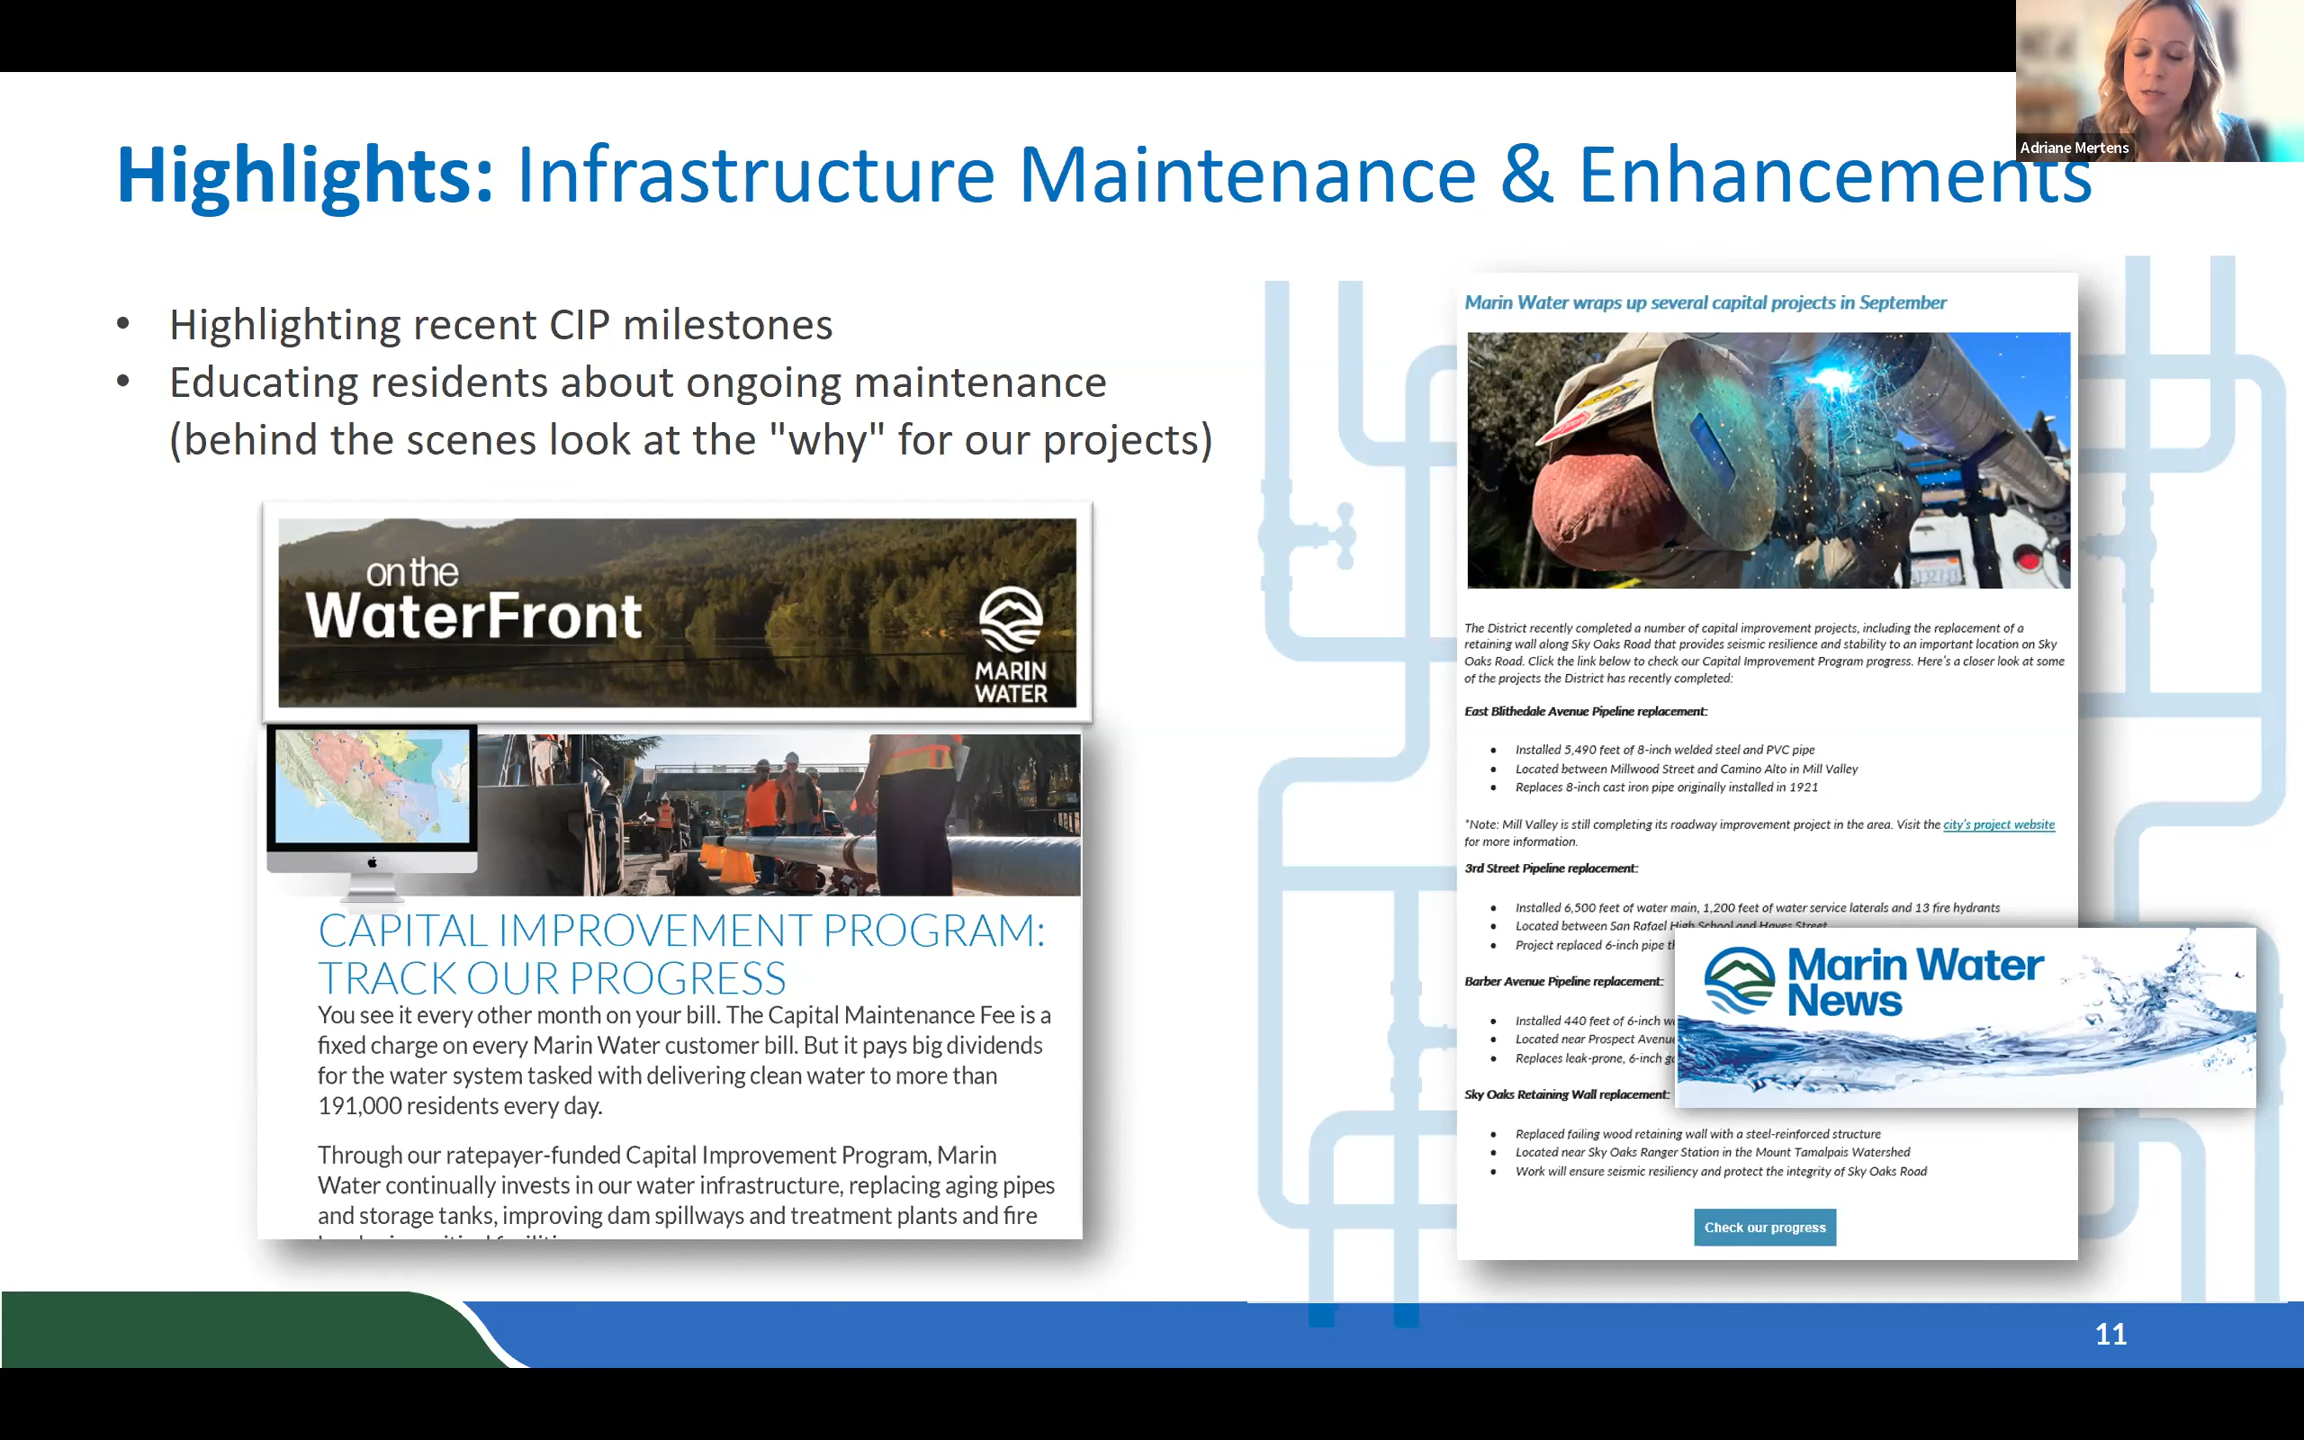 Adriane Mertens
Highlights: Infrastructure Maintenance & Enhancements
• Highlighting recent CIP milestones
• Educating residents about ongoing maintenance
(behind the scenes look at the "why" for our projects)
on the
WaterFront
MARIN
WATER
CAPITAL IMPROVEMENT PROGRAM:
TRACK OUR PROGRESS
You see it every other month on your bill. The Capital Maintenance Fee is a
fixed charge on every Marin Water customer bill. But it pays big dividends
for the water system tasked with delivering clean water to more than
191,000 residents every day.
Through our ratepayer-funded Capital Improvement Program, Marin
Water continually invests in our water infrastructure, replacing aging pipes
and storage tanks, improving dam spillways and treatment plants and fire
Marin Water wraps up several capital projects in September
The District recently completed a number of capital improvement projects, including the replacement of a
retaining wall along Sky Oaks Road that provides seismic resilience and stability to an important location on Sky
Oaks Road. Click the link below to check our Capital Improvement Program progress. Here's a closer look at some
of the projects the District has recently completed:
East Blithedale Avenue Pipeline replacement:
• Installed 5,490 feet of 8-inch welded steel and PVC pipe
• Located between Millwood Street and Camino Alto in Mill Valley
• Replaces 8-inch cast iron pipe originally installed in 1921
*Note: Mill Valley is still completing its roadway improvement project in the area. Visit the city's project website
for more information.
3rd Street Pipeline replacement:
• Installed 6,500 feet of water main, 1,200 feet of water service laterals and 13 fire hydrants
• Located between San Rafael High School and Hayes Street
• Project replaced 6-inch pipe
Barber Avenue Pipeline replacement:
• Installed 440 feet of 6-inch
• Located near Prospect Avenue
• Replaces leak-prone, 6-inch
Sky Oaks Retaining Wall replacement:
• Replaced failing wood retaining wall with a steel-reinforced structure
• Located near Sky Oaks Ranger Station in the Mount Tamalpais Watershed
• Work will ensure seismic resiliency and protect the integrity of Sky Oaks Road
Check our progress
Marin Water
News
11